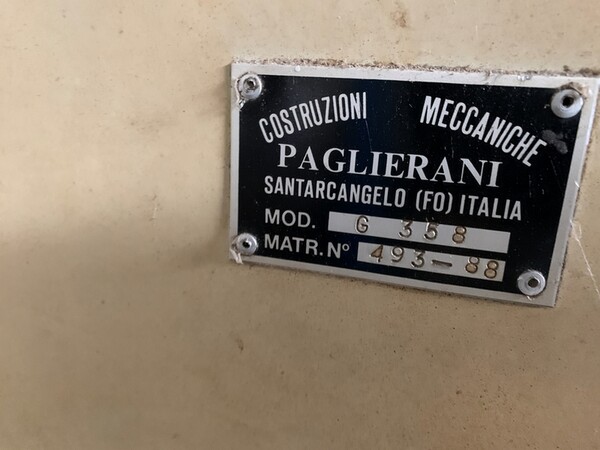 COSTRUZIONI MECCANICHE
PAGLIERANI
SANTARCANGELO (FO) ITALIA
MOD. G 358
MATR. N° 493-88